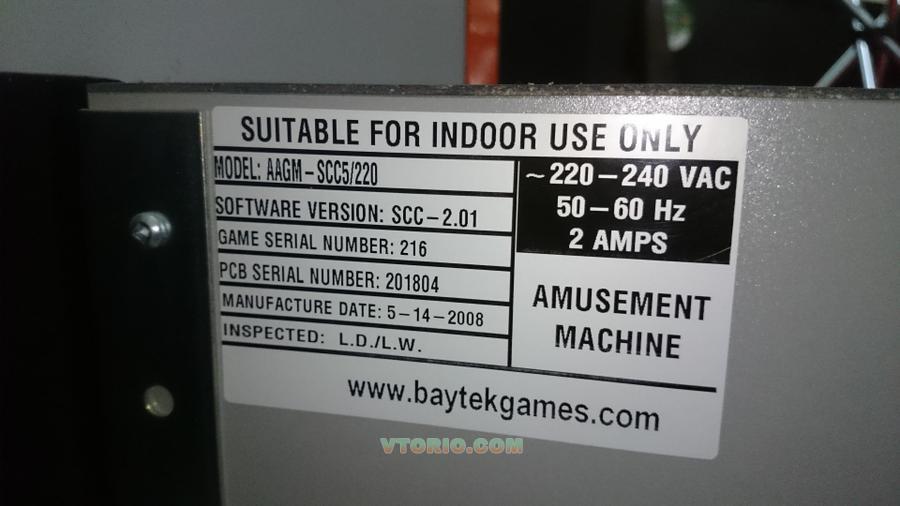 SUITABLE FOR INDOOR USE ONLY
MODEL: AAGM-SCC5/220
SOFTWARE VERSION: SCC-2.01
GAME SERIAL NUMBER: 216
PCB SERIAL NUMBER: 201804
MANUFACTURE DATE: 5-14-2008
INSPECTED: L.D./L.W.
~220-240 VAC
50-60 Hz
2 AMPS
AMUSEMENT
MACHINE
www.baytekgames.com
VTORIO.COM